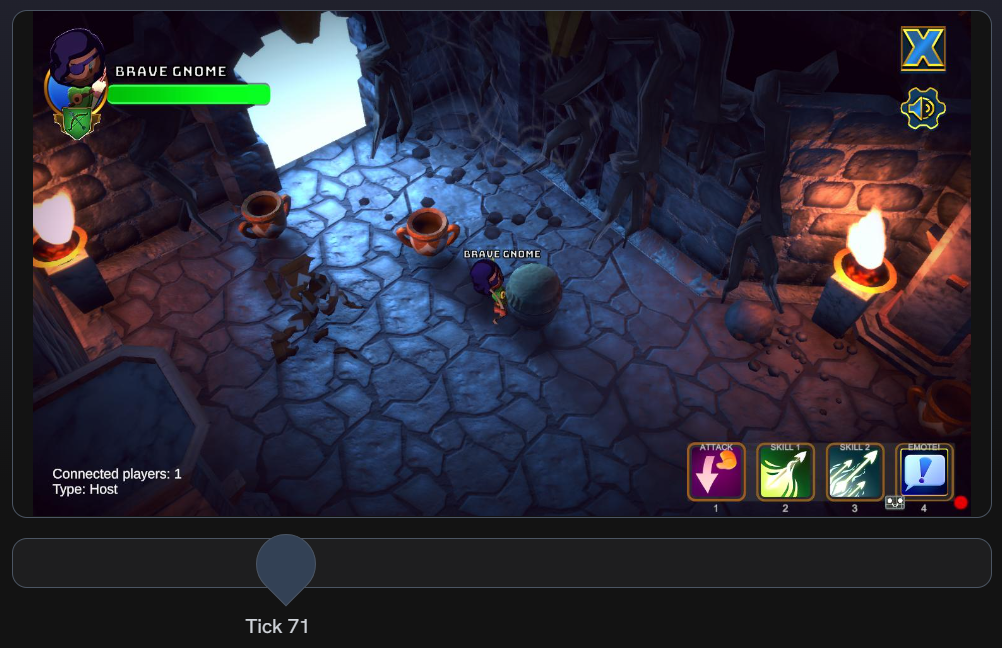 BRAVE GNOME
BRAVE GNOME
Connected players: 1
Type: Host
ATTACK
SKILL 1
SKILL 2
EMOTE!
1
2
3
4
Tick 71